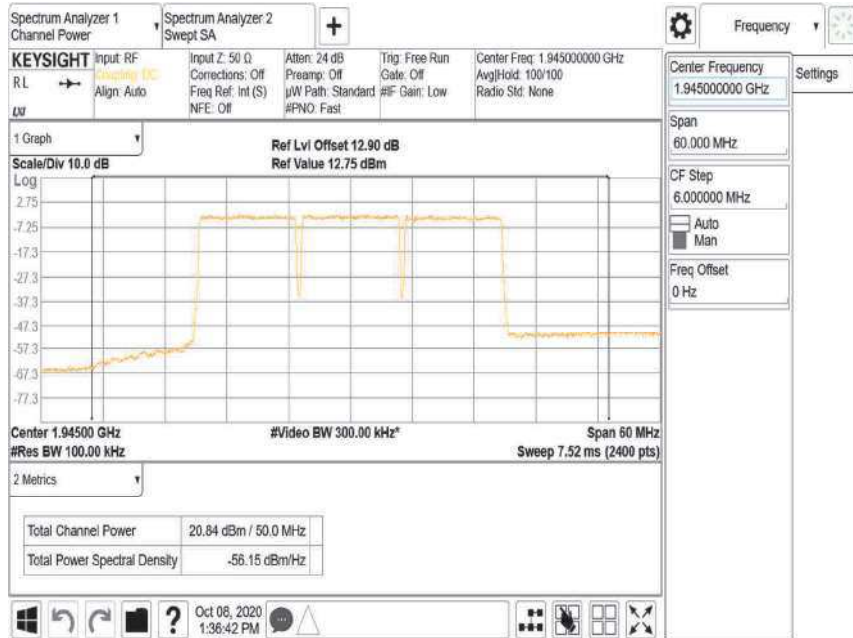 Spectrum Analyzer 1
Channel Power
Spectrum Analyzer 2
Swept SA
+
Frequency
KEYSIGHT
RL
Input: RF
Coupling: DC
Align: Auto
Input Z: 50 Ω
Corrections: Off
Freq Ref: Int (S)
NFE: Off
Atten: 24 dB
Preamp: Off
µW Path: Standard
#PNO: Fast
Trig: Free Run
Gate: Off
#IF Gain: Low
Center Freq: 1.945000000 GHz
Avg|Hold: 100/100
Radio Std: None
Center Frequency
1.945000000 GHz
Settings
Span
60.000 MHz
CF Step
6.000000 MHz
Auto
Man
Freq Offset
0 Hz
1 Graph
Scale/Div 10.0 dB
Ref Lvl Offset 12.90 dB
Ref Value 12.75 dBm
Log
2.75
-7.25
-17.3
-27.3
-37.3
-47.3
-57.3
-67.3
-77.3
Center 1.94500 GHz
#Video BW 300.00 kHz*
Span 60 MHz
#Res BW 100.00 kHz
Sweep 7.52 ms (2400 pts)
2 Metrics
Total Channel Power 20.84 dBm / 50.0 MHz
Total Power Spectral Density -56.15 dBm/Hz
?
Oct 08, 2020
1:36:42 PM